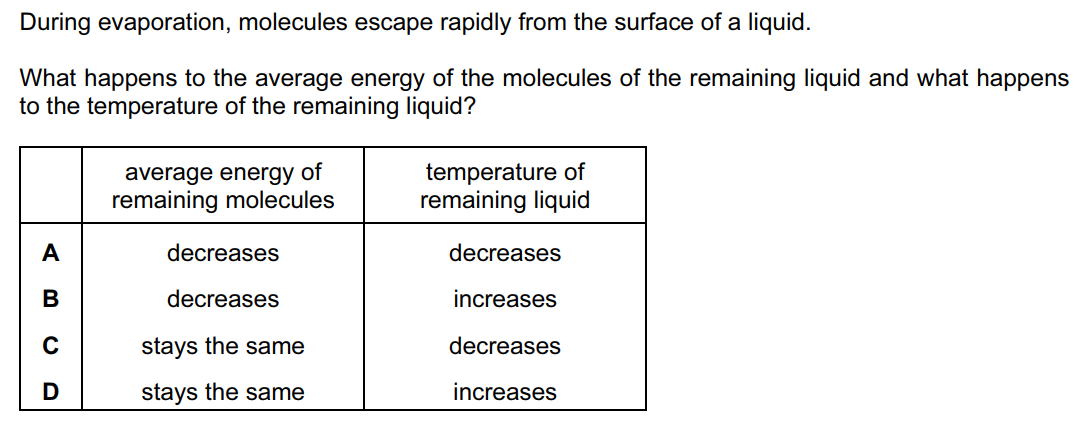 During evaporation, molecules escape rapidly from the surface of a liquid.
What happens to the average energy of the molecules of the remaining liquid and what happens
to the temperature of the remaining liquid?
average energy of remaining molecules temperature of remaining liquid
A decreases decreases
B decreases increases
C stays the same decreases
D stays the same increases